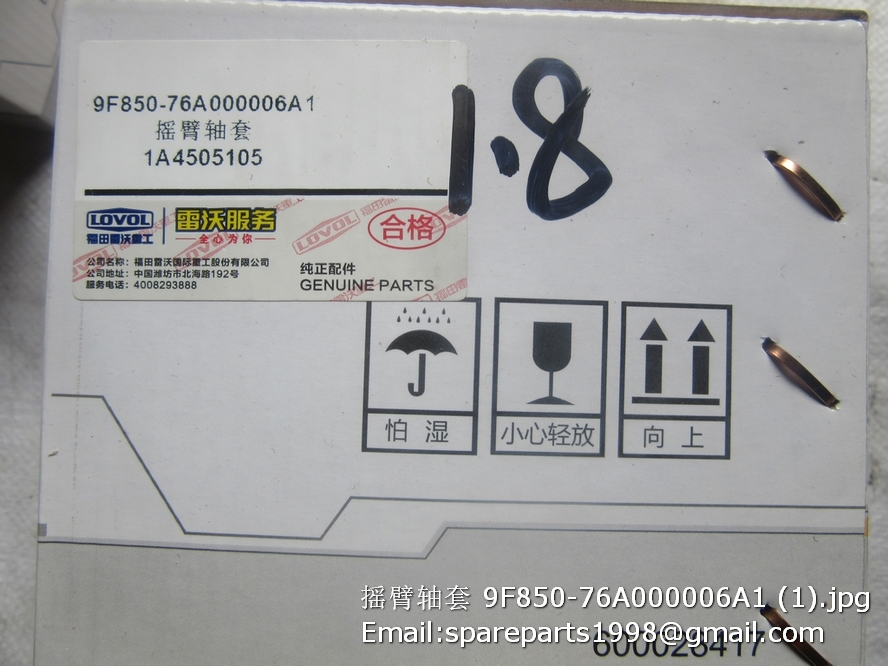 9F850-76A000006A1
摇臂轴套
1A4505105
1.8
LOVOL
福田雷沃重工
雷沃服务
全心为你
LOVOL
合格
公司名称：福田雷沃国际重工股份有限公司
公司地址：中国潍坊市北海路192号
服务电话：4008293888
纯正配件
GENUINE PARTS
怕 湿
小心轻放
向 上
摇臂轴套 9F850-76A000006A1 (1).jpg
Email:spareparts1998@gmail.com
600026417